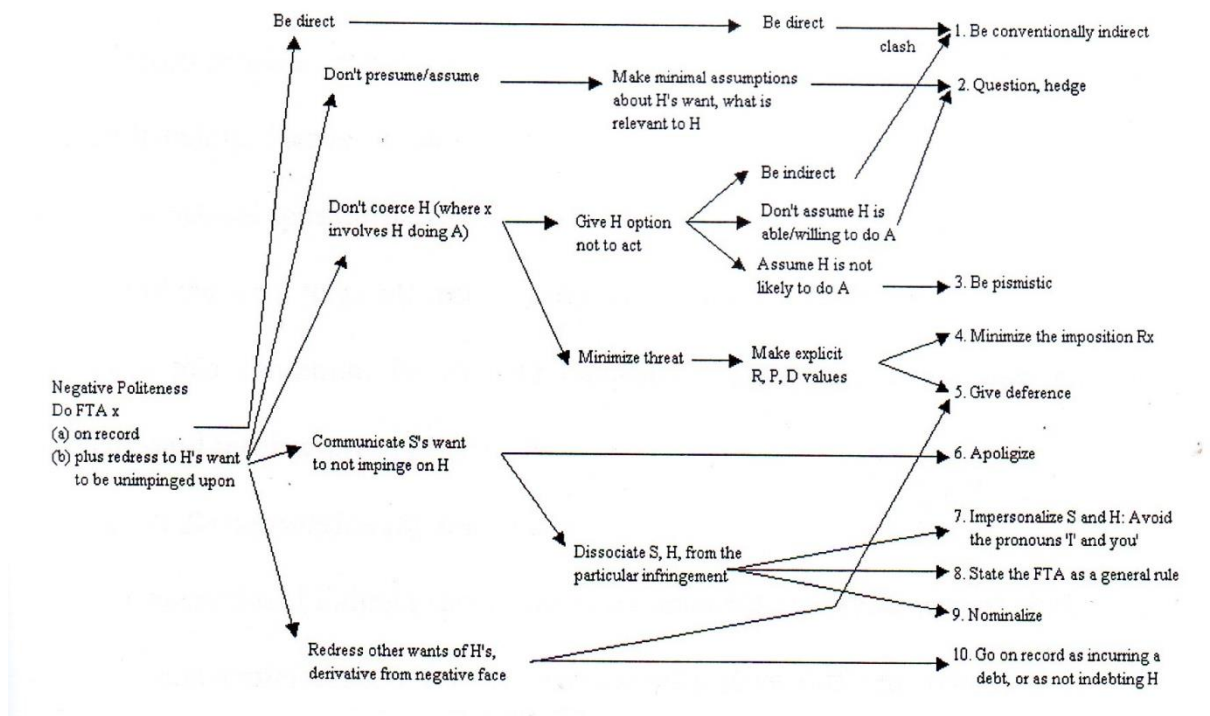 Be direct
Be direct
clash
1. Be conventionally indirect
Don't presume/assume
Make minimal assumptions
about H's want, what is
relevant to H
2. Question, hedge
Be indirect
Don't coerce H (where x
involves H doing A)
Give H option
not to act
Don't assume H is
able/willing to do A
Assume H is not
likely to do A
3. Be pismistic
Minimize threat
Make explicit
R, P, D values
4. Minimize the imposition Rx
5. Give deference
Negative Politeness
Do FTA x
(a) on record
(b) plus redress to H's want
to be unimpinged upon
Communicate S's want
to not impinge on H
6. Apoligize
Dissociate S, H, from the
particular infringement
7. Impersonalize S and H: Avoid
the pronouns 'I' and you'
8. State the FTA as a general rule
9. Nominalize
Redress other wants of H's,
derivative from negative face
10. Go on record as incurring a
debt, or as not indebting H